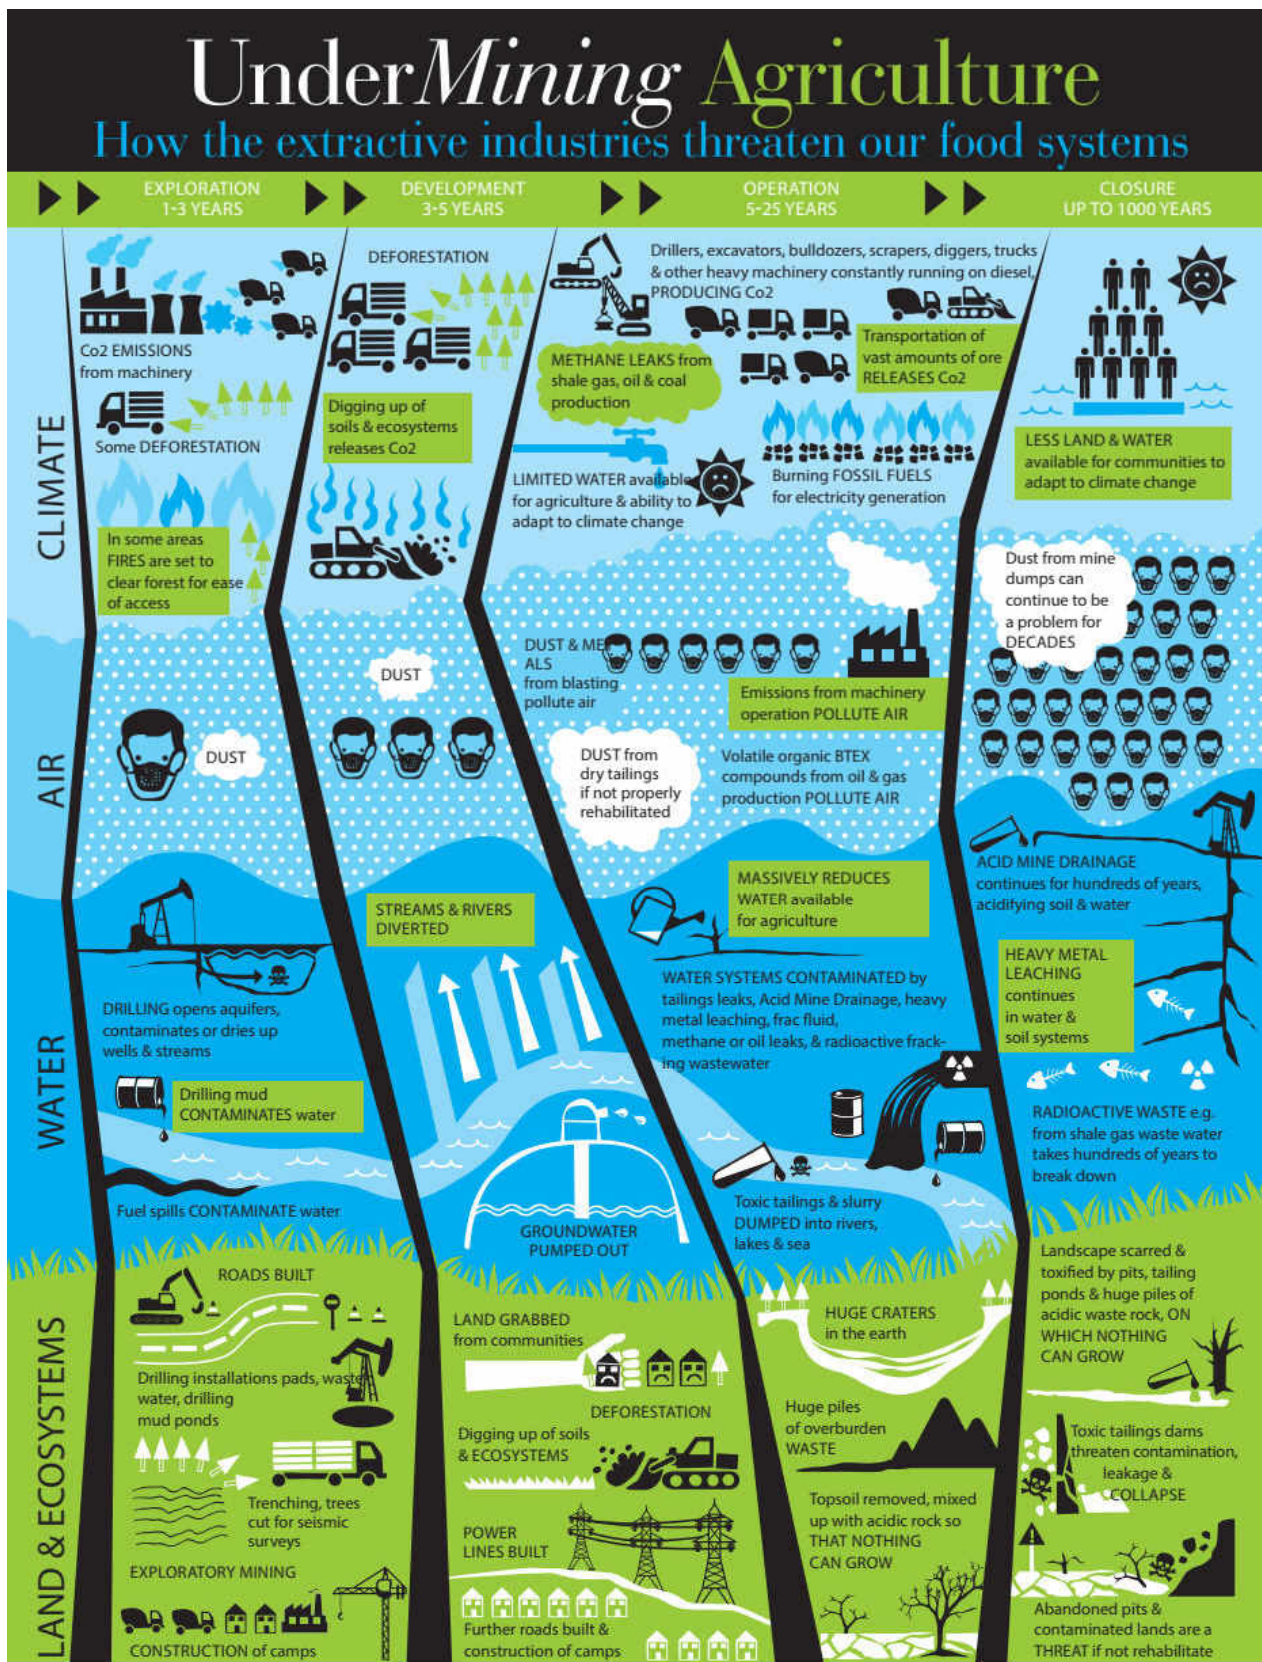 UnderMining Agriculture
How the extractive industries threaten our food systems
EXPLORATION
1-3 YEARS
DEVELOPMENT
3-5 YEARS
OPERATION
5-25 YEARS
CLOSURE
UP TO 1000 YEARS
CLIMATE
Co2 EMISSIONS
from machinery
Some DEFORESTATION
In some areas
FIRES are set to
clear forest for ease
of access
DEFORESTATION
Digging up of
soils & ecosystems
releases Co2
Drillers, excavators, bulldozers, scrapers, diggers, trucks
& other heavy machinery constantly running on diesel,
PRODUCING Co2
METHANE LEAKS from
shale gas, oil & coal
production
Transportation of
vast amounts of ore
RELEASES Co2
LIMITED WATER available
for agriculture & ability to
adapt to climate change
Burning FOSSIL FUELS
for electricity generation
LESS LAND & WATER
available for communities to
adapt to climate change
AIR
DUST
DUST
DUST & MET
ALS
from blasting
pollute air
Emissions from machinery
operation POLLUTE AIR
DUST from
dry tailings
if not properly
rehabilitated
Volatile organic BTEX
compounds from oil & gas
production POLLUTE AIR
Dust from mine
dumps can
continue to be
a problem for
DECADES
WATER
DRILLING opens aquifers,
contaminates or dries up
wells & streams
Drilling mud
CONTAMINATES water
Fuel spills CONTAMINATE water
STREAMS & RIVERS
DIVERTED
GROUNDWATER
PUMPED OUT
MASSIVELY REDUCES
WATER available
for agriculture
WATER SYSTEMS CONTAMINATED by
tailings leaks, Acid Mine Drainage, heavy
metal leaching, frac fluid,
methane or oil leaks, & radioactive frack-
ing wastewater
Toxic tailings & slurry
DUMPED into rivers,
lakes & sea
ACID MINE DRAINAGE
continues for hundreds of years,
acidifying soil & water
HEAVY METAL
LEACHING
continues
in water &
soil systems
RADIOACTIVE WASTE e.g.
from shale gas waste water
takes hundreds of years to
break down
LAND & ECOSYSTEMS
ROADS BUILT
Drilling installations pads, waste
water, drilling
mud ponds
Trenching, trees
cut for seismic
surveys
EXPLORATORY MINING
CONSTRUCTION of camps
LAND GRABBED
from communities
DEFORESTATION
Digging up of soils
& ECOSYSTEMS
POWER
LINES BUILT
Further roads built &
construction of camps
HUGE CRATERS
in the earth
Huge piles
of overburden
WASTE
Topsoil removed, mixed
up with acidic rock so
THAT NOTHING
CAN GROW
Landscape scarred &
toxified by pits, tailing
ponds & huge piles of
acidic waste rock, ON
WHICH NOTHING
CAN GROW
Toxic tailings dams
threaten contamination,
leakage &
COLLAPSE
Abandoned pits &
contaminated lands are a
THREAT if not rehabilitate